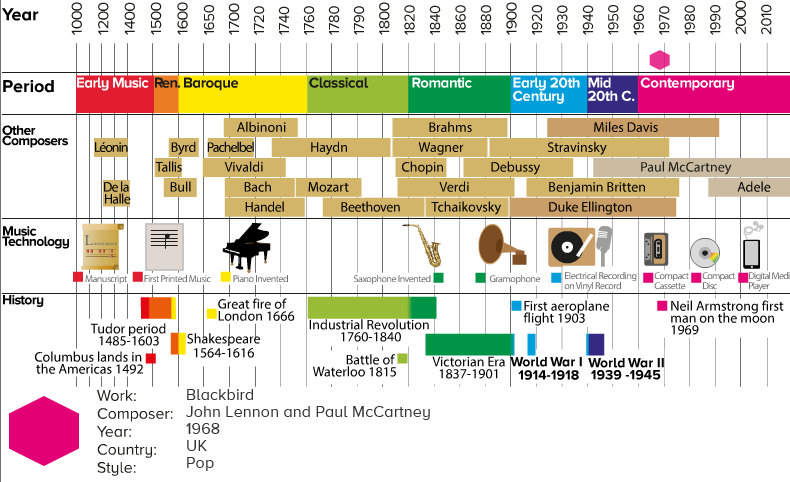 Year
1000 1200 1400 1500 1600 1700 1720 1740 1760 1780 1800 1820 1840 1860 1880 1900 1920 1930 1940 1950 1960 1970 1980 1990 2000 2010
Period
Early Music Ren. Baroque Classical Romantic Early 20th Century Mid 20th C. Contemporary
Other
Composers
Albinoni Brahms Miles Davis
Léonin Byrd Pachelbel Haydn Wagner Stravinsky
Tallis Vivaldi Chopin Debussy Paul McCartney
De la
Halle
Bull Bach Mozart Verdi Benjamin Britten Adele
Handel Beethoven Tchaikovsky Duke Ellington
Music
Technology
Manuscript
First Printed Music
Piano Invented
Saxophone Invented
Gramophone
Electrical Recording
on Vinyl Record
Compact
Cassette
Compact
Disc
Digital Medi
Player
History
Tudor period
1485-1603
Columbus lands in
the Americas 1492
Great fire of
London 1666
Shakespeare
1564-1616
Industrial Revolution
1760-1840
Battle of
Waterloo 1815
Victorian Era
1837-1901
First aeroplane
flight 1903
World War I
1914-1918
World War II
1939 -1945
Neil Armstrong first
man on the moon
1969
Work: Blackbird
Composer: John Lennon and Paul McCartney
Year: 1968
Country: UK
Style: Pop